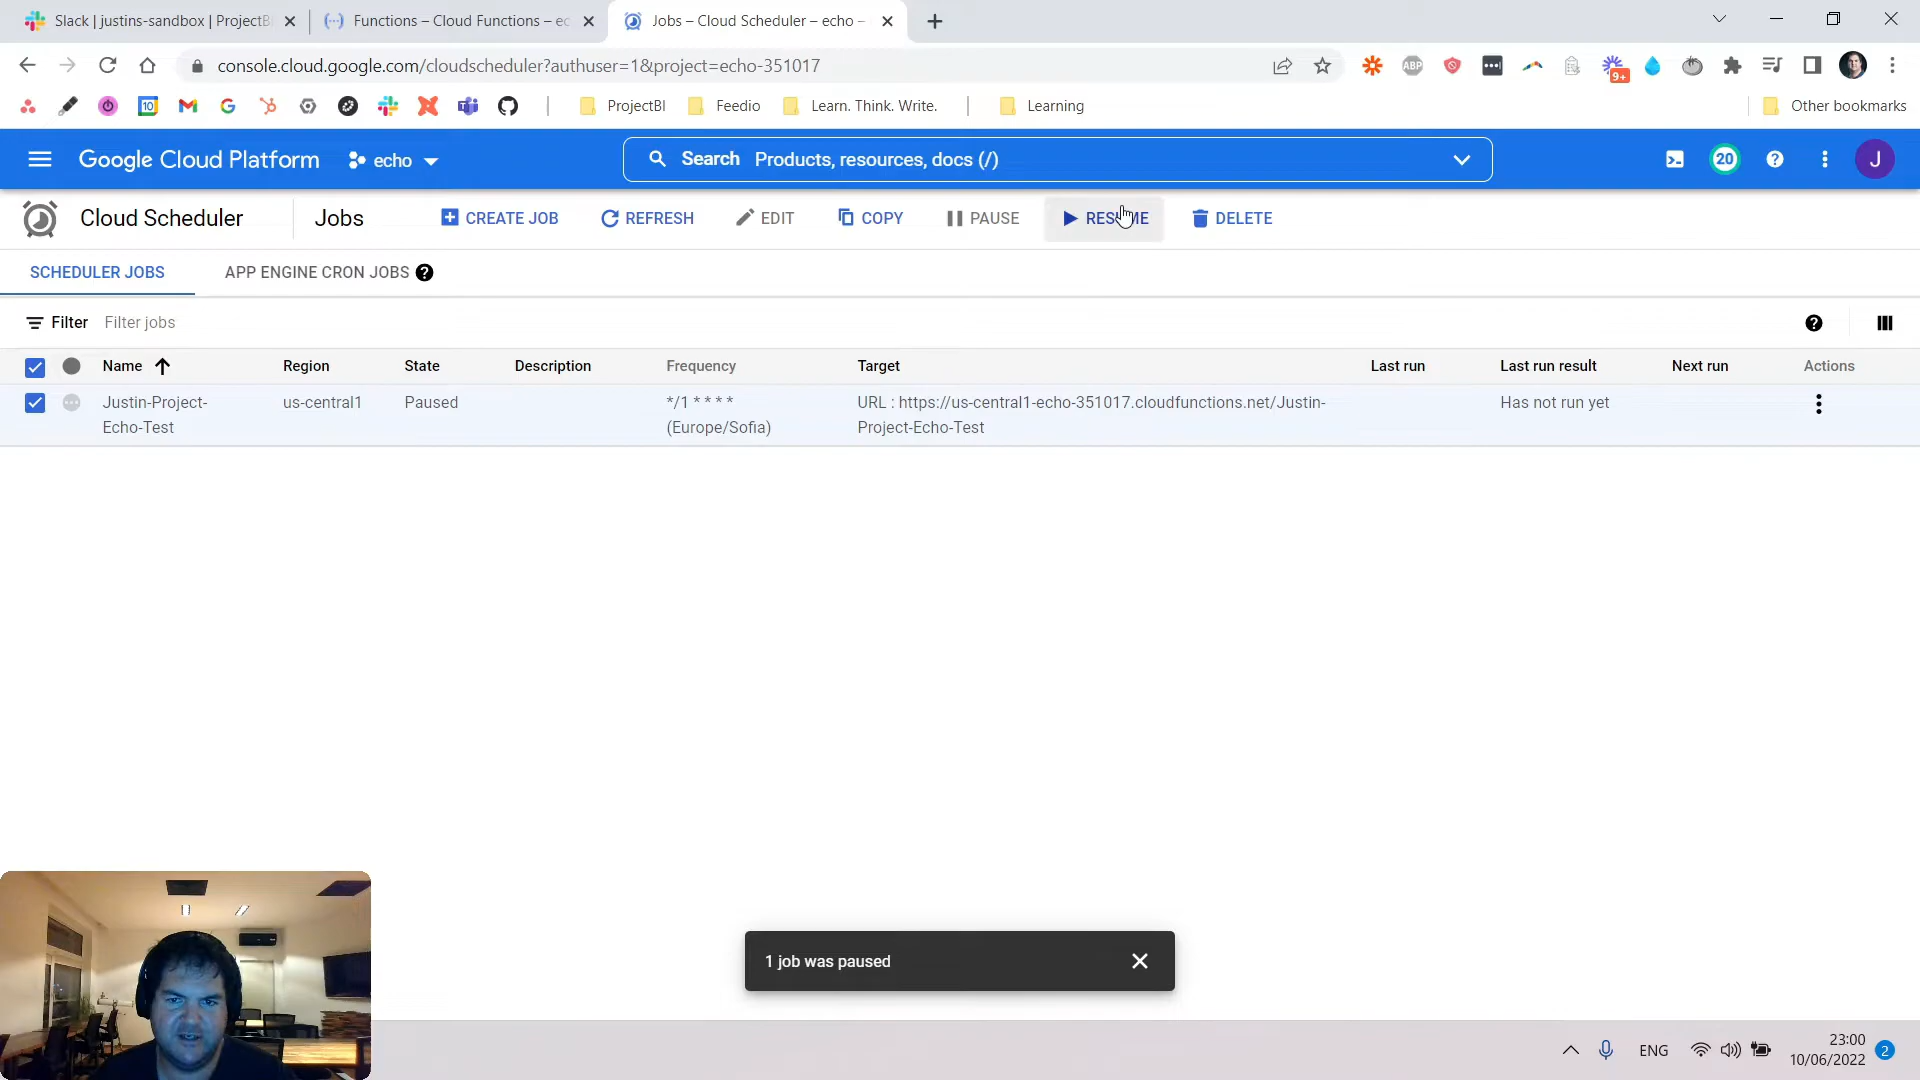 Slack | justins-sandbox | ProjectBI
Functions – Cloud Functions – ec
Jobs – Cloud Scheduler – echo –
console.cloud.google.com/cloudscheduler?authuser=1&project=echo-351017
ABP
9+
10
ProjectBI
Feedio
Learn. Think. Write.
Learning
Other bookmarks
Google Cloud Platform
echo
Search Products, resources, docs (/)
20
J
Cloud Scheduler
Jobs
CREATE JOB
REFRESH
EDIT
COPY
PAUSE
RESUME
DELETE
SCHEDULER JOBS
APP ENGINE CRON JOBS
Filter Filter jobs
Name Region State Description Frequency Target Last run Last run result Next run Actions
Justin-Project-
Echo-Test
us-central1
Paused
*/1 * * * *
(Europe/Sofia)
URL : https://us-central1-echo-351017.cloudfunctions.net/Justin-
Project-Echo-Test
Has not run yet
1 job was paused
ENG
23:00
10/06/2022
2